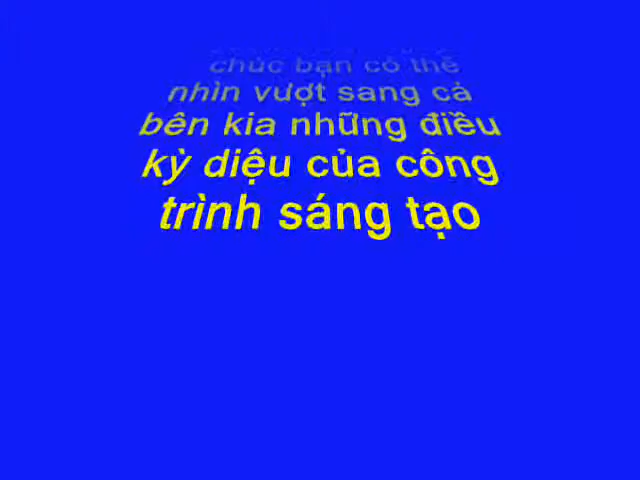 chúc bạn có thể
nhìn vượt sang cả
bên kia những điều
kỳ diệu của công
trình sáng tạo